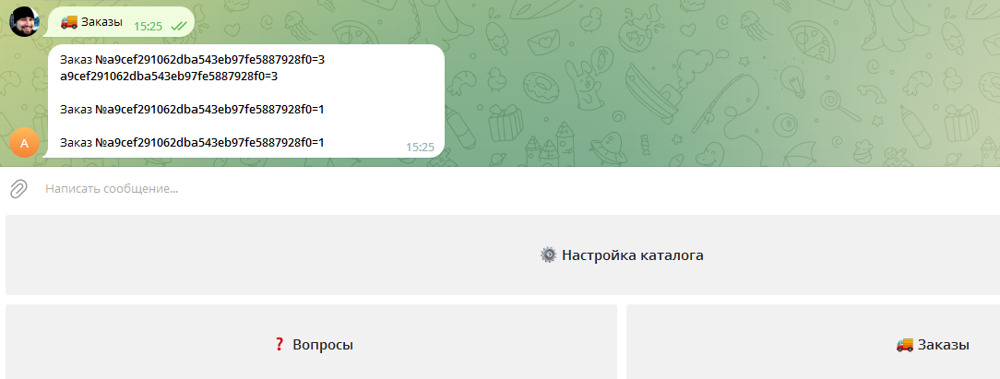 🚚 Заказы 15:25
Заказ №a9cef291062dba543eb97fe5887928f0=3
a9cef291062dba543eb97fe5887928f0=3
Заказ №a9cef291062dba543eb97fe5887928f0=1
Заказ №a9cef291062dba543eb97fe5887928f0=1
A
15:25
Написать сообщение...
⚙️ Настройка каталога
❓ Вопросы
🚚 Заказы